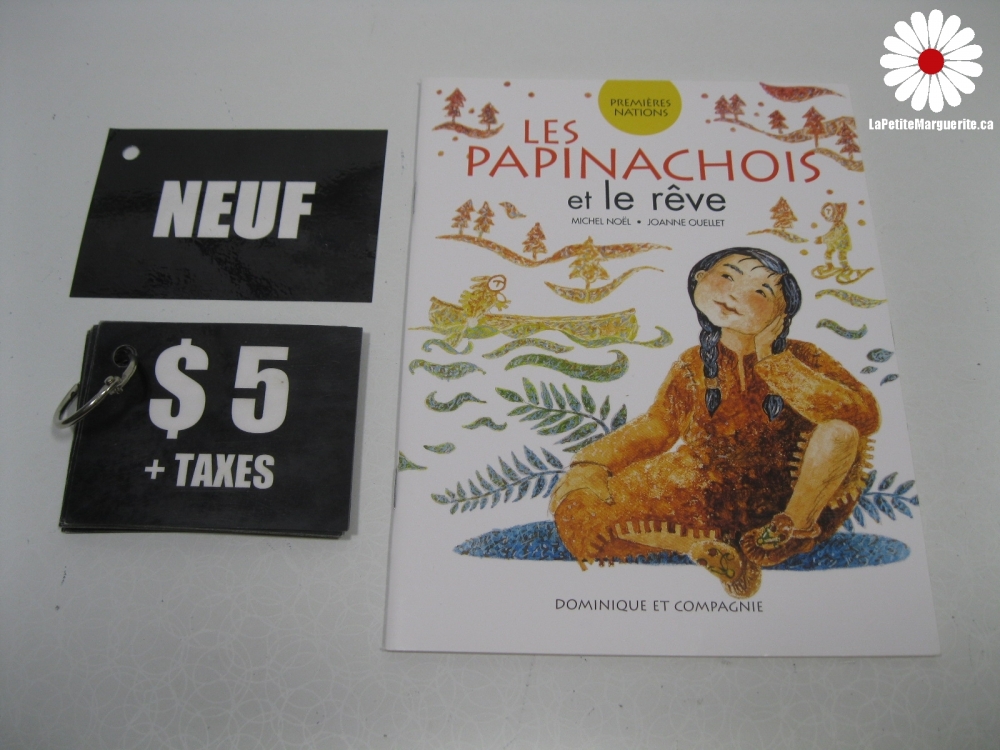 LaPetiteMarguerite.ca
NEUF
$ 5
+ TAXES
PREMIÈRES
NATIONS
LES
PAPINACHOIS
et le rêve
MICHEL NOËL • JOANNE OUELLET
DOMINIQUE ET COMPAGNIE